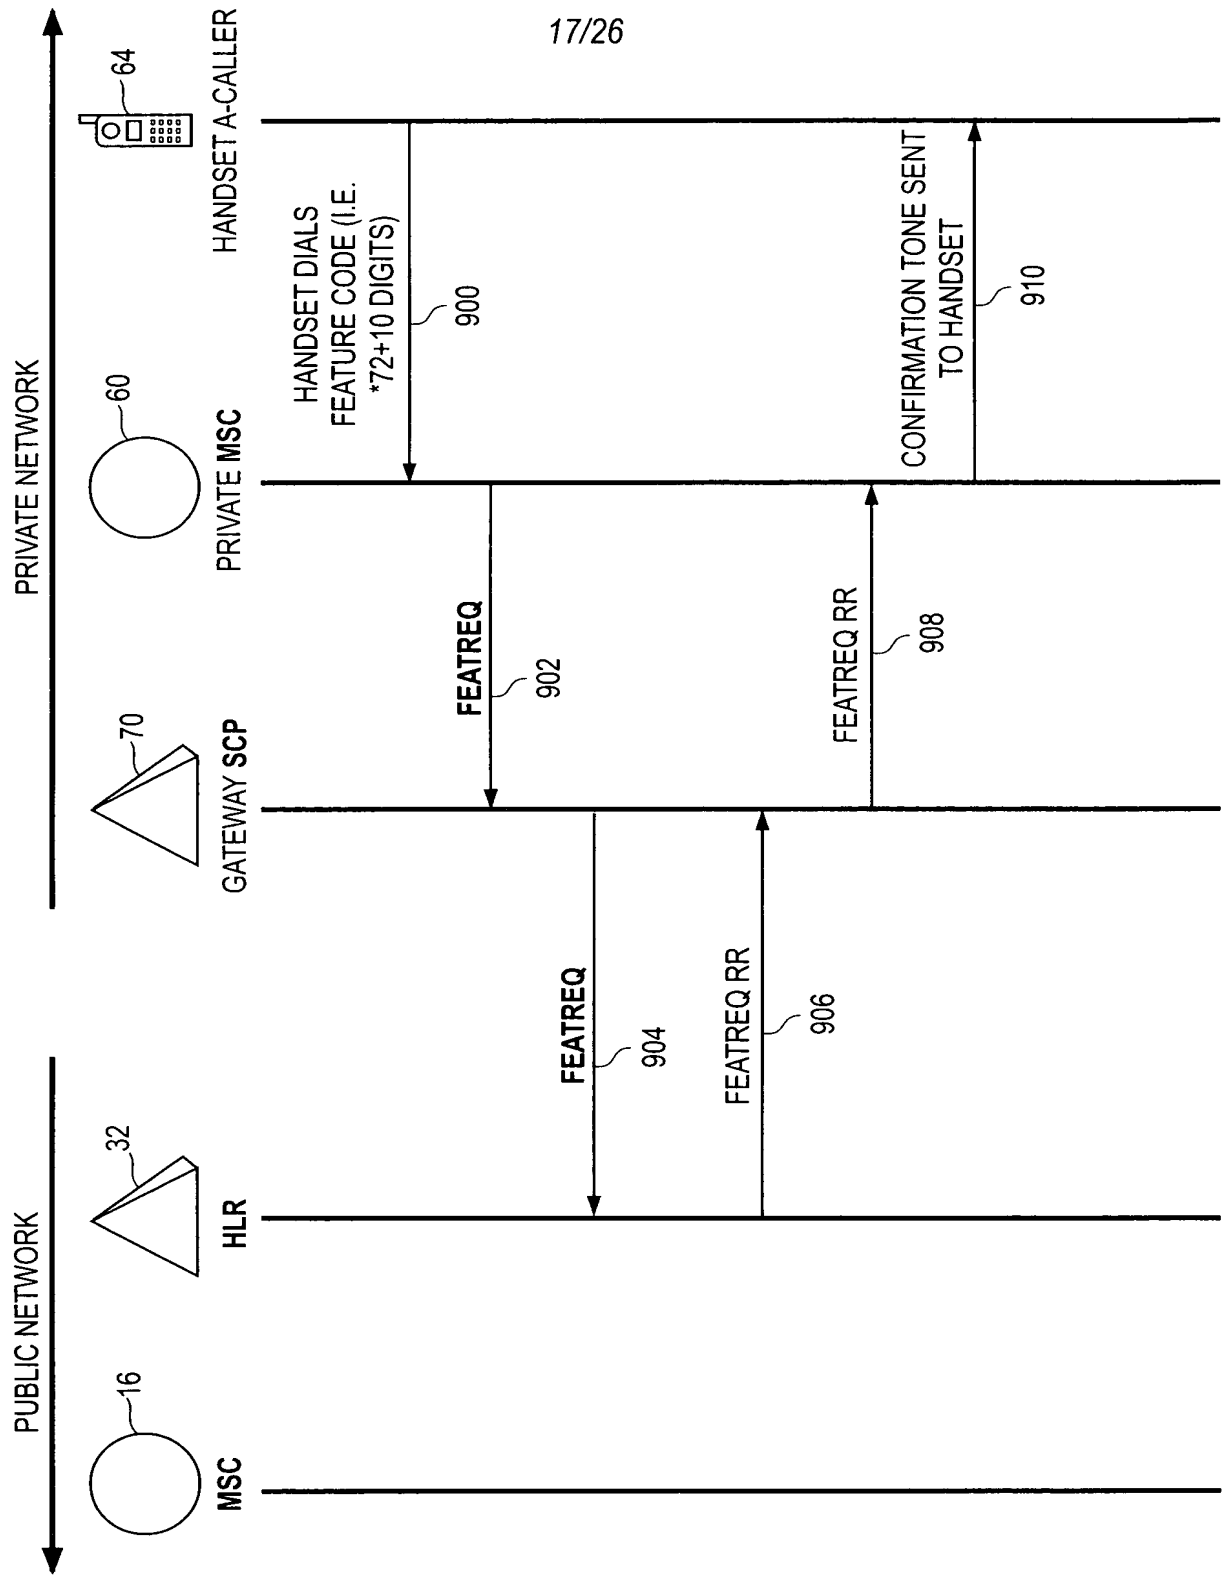 17/26
PUBLIC NETWORK
PRIVATE NETWORK
16
MSC
32
HLR
70
GATEWAY SCP
60
PRIVATE MSC
64
HANDSET A-CALLER
HANDSET DIALS
FEATURE CODE (I.E.
*72+10 DIGITS)
900
FEATREQ
902
FEATREQ
904
FEATREQ RR
906
FEATREQ RR
908
CONFIRMATION TONE SENT
TO HANDSET
910